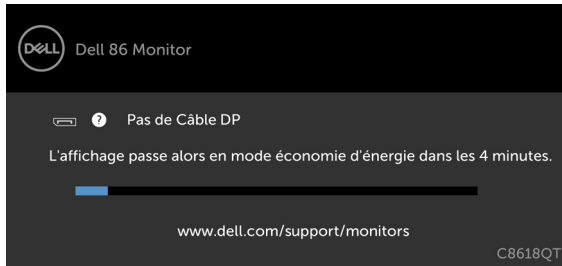 DELL Dell 86 Monitor
? Pas de Câble DP
L'affichage passe alors en mode économie d'énergie dans les 4 minutes.
www.dell.com/support/monitors
C8618QT